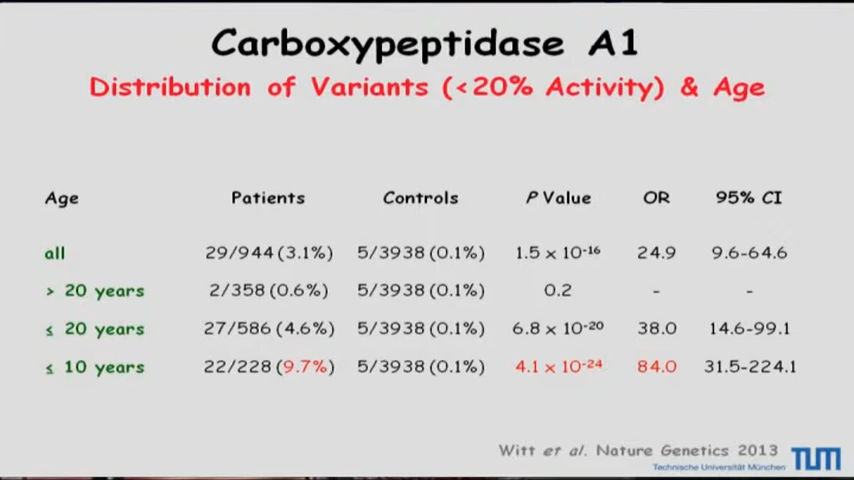 Carboxypeptidase A1
Distribution of Variants (<20% Activity) & Age
Age Patients Controls P Value OR 95% CI
all 29/944 (3.1%) 5/3938 (0.1%) 1.5 x 10⁻¹⁶ 24.9 9.6-64.6
> 20 years 2/358 (0.6%) 5/3938 (0.1%) 0.2 - -
≤ 20 years 27/586 (4.6%) 5/3938 (0.1%) 6.8 x 10⁻²⁰ 38.0 14.6-99.1
≤ 10 years 22/228 (9.7%) 5/3938 (0.1%) 4.1 x 10⁻²⁴ 84.0 31.5-224.1
Witt et al. Nature Genetics 2013
TUM
Technische Universität München